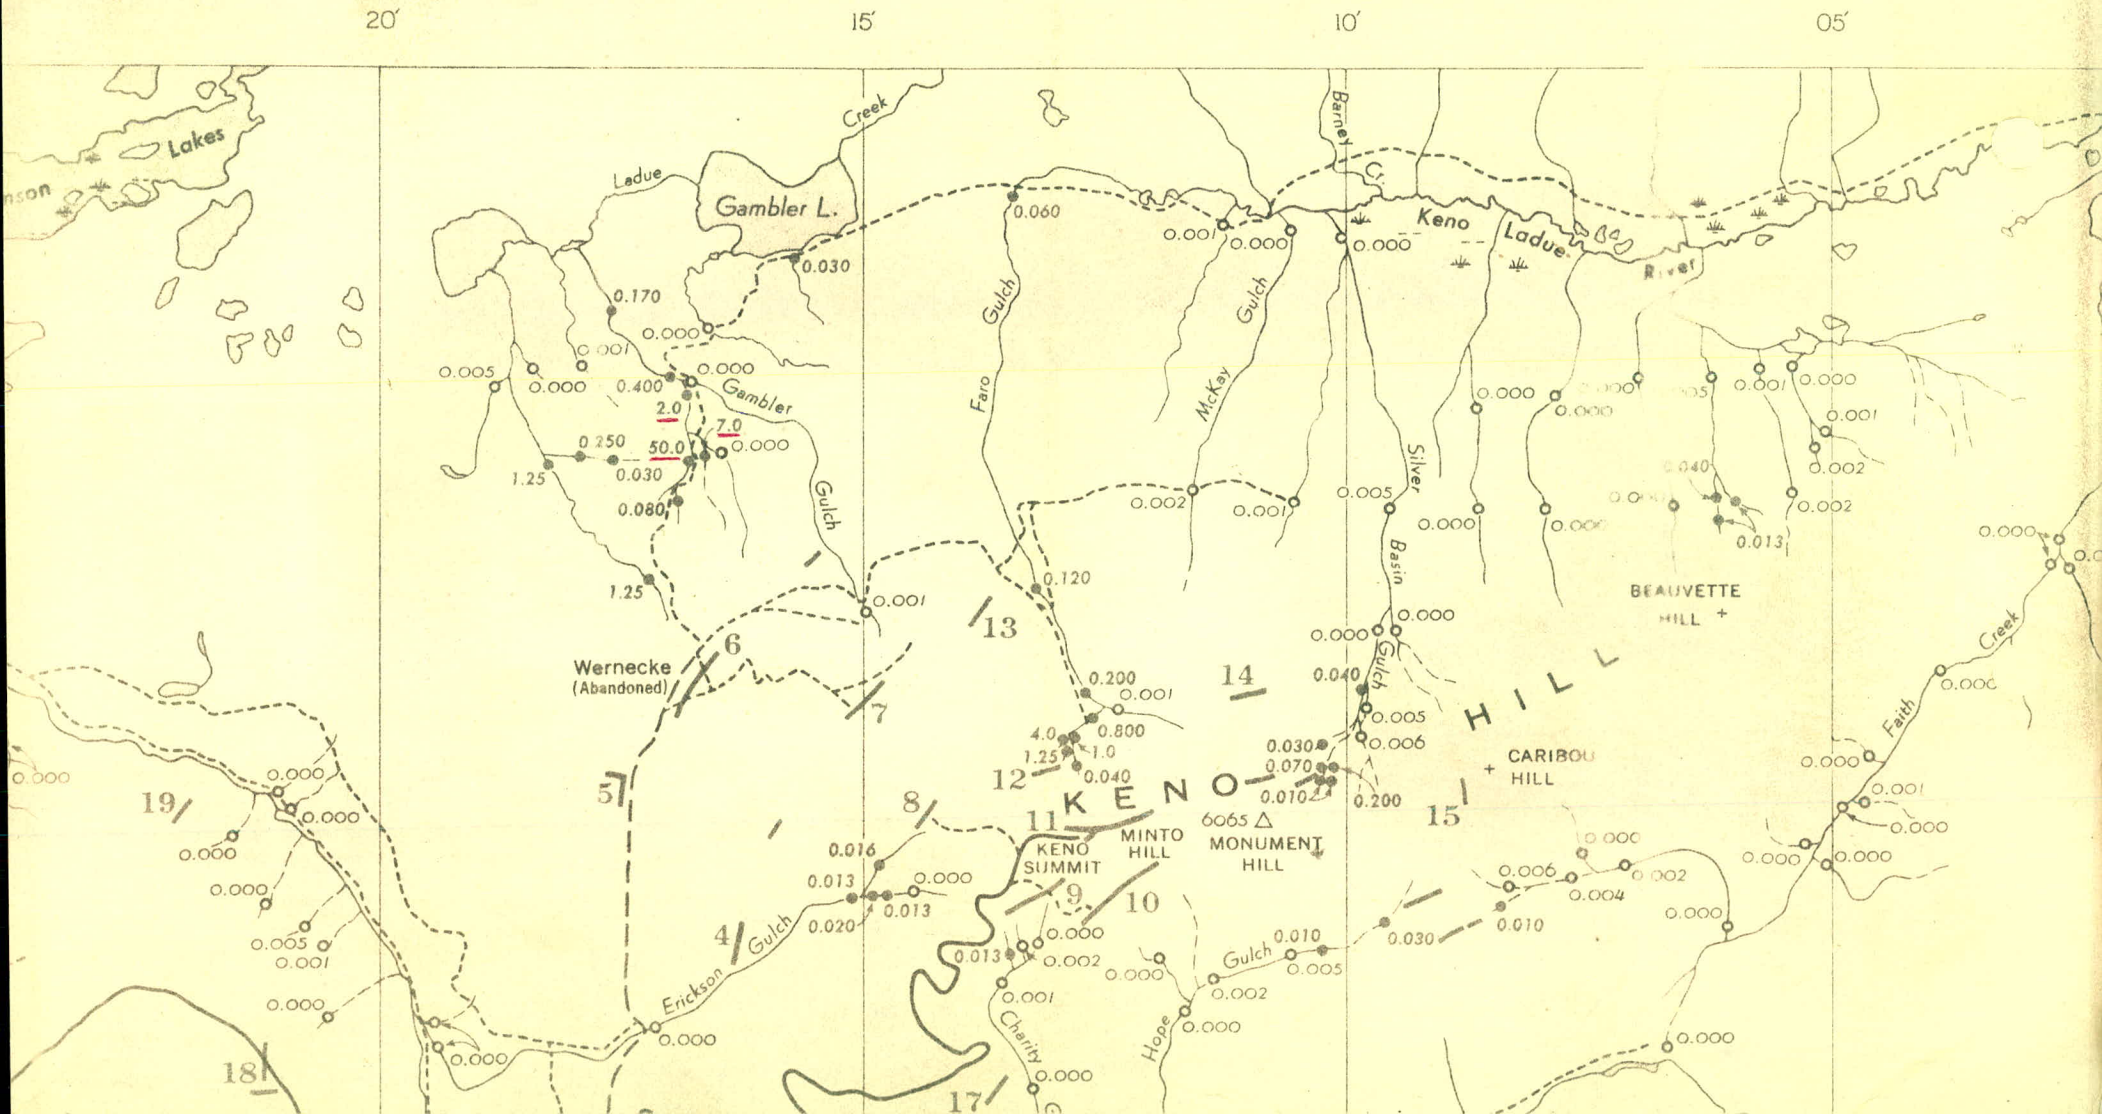 20′ 15′ 10′ 05′
Lakes
Creek
Barney
Cr.
Ladue
Gambler L.
0.060
0.001 0.000 0.000
Keno
Ladue
River
0.030
0.170
0.000
Gulch
Gulch
0.001
0.005
0.000
0.400
0.000
Gambler
2.0
7.0
Faro
McKay
0.000
0.000
0.001
0.000
0.001
0.250
50.0
0.000
0.030
1.25
0.080
Gulch
Silver
0.002
0.002
0.001
0.005
0.000
0.040
0.002
0.013
0.000
1.25
0.001
0.120
Basin
BEAUVETTE
HILL +
Creek
13
0.000
0.000
Gulch
6
Wernecke
(Abandoned)
7
0.200
0.001
14
0.040
0.005
0.006
HILL
Faith
4.0
0.800
1.25
1.0
0.040
0.030
0.070
0.010
0.200
12
KENO
+ CARIBOU
HILL
0.000
0.000
0.000
0.000
19
5
8
11
15
0.001
0.000
6065 △
MONUMENT
HILL
MINTO
HILL
KENO
SUMMIT
0.000
0.000
0.016
0.013
0.000
0.013
0.020
9
10
0.000
0.002
0.006
0.004
0.010
0.000
0.000
0.000
0.005
0.001
0.000
4
Gulch
Erickson
0.000
0.013
0.000
0.002
0.001
0.000
Gulch
0.010
0.005
0.002
0.030
0.000
Hope
0.000
Charity
0.000
0.000
18
17
0.000